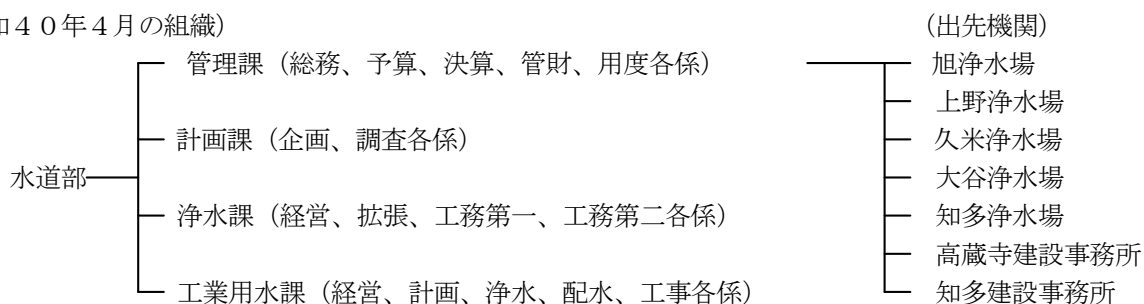 和４０年４月の組織）
（出先機関）
管理課（総務、予算、決算、管財、用度各係）
旭浄水場
上野浄水場
計画課（企画、調査各係）
久米浄水場
水道部
大谷浄水場
浄水課（経営、拡張、工務第一、工務第二各係）
知多浄水場
高蔵寺建設事務所
工業用水課（経営、計画、浄水、配水、工事各係）
知多建設事務所